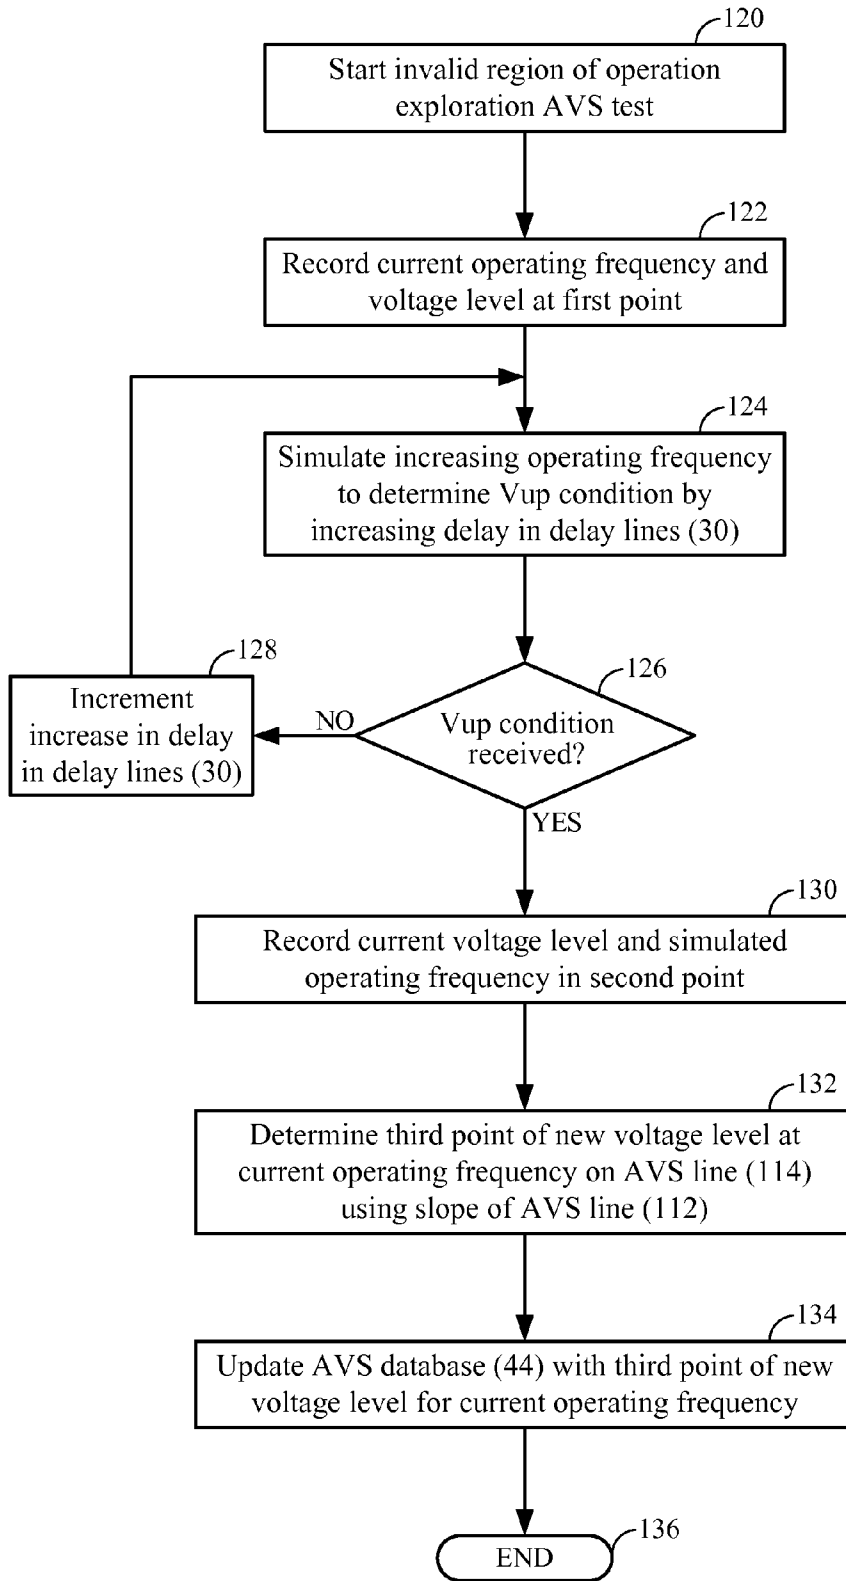 120
Start invalid region of operation
exploration AVS test
122
Record current operating frequency and
voltage level at first point
124
Simulate increasing operating frequency
to determine Vup condition by
increasing delay in delay lines (30)
128
Increment
increase in delay
in delay lines (30)
NO
126
Vup condition
received?
YES
130
Record current voltage level and simulated
operating frequency in second point
132
Determine third point of new voltage level at
current operating frequency on AVS line (114)
using slope of AVS line (112)
134
Update AVS database (44) with third point of new
voltage level for current operating frequency
136
END